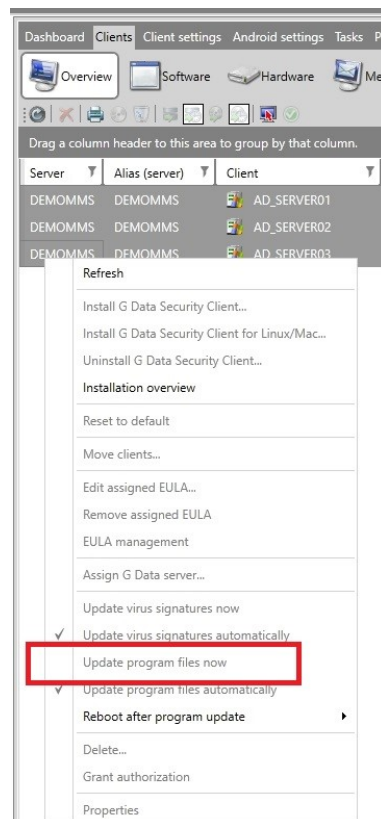 Dashboard Clients Client settings Android settings Tasks
Overview Software Hardware Me
Drag a column header to this area to group by that column.
Server Alias (server) Client
DEMOMMS DEMOMMS AD_SERVER01
DEMOMMS DEMOMMS AD_SERVER02
DEMOMMS DEMOMMS AD_SERVER03
Refresh
Install G Data Security Client...
Install G Data Security Client for Linux/Mac...
Uninstall G Data Security Client...
Installation overview
Reset to default
Move clients...
Edit assigned EULA...
Remove assigned EULA
EULA management
Assign G Data server...
Update virus signatures now
Update virus signatures automatically
Update program files now
Update program files automatically
Reboot after program update
Delete...
Grant authorization
Properties